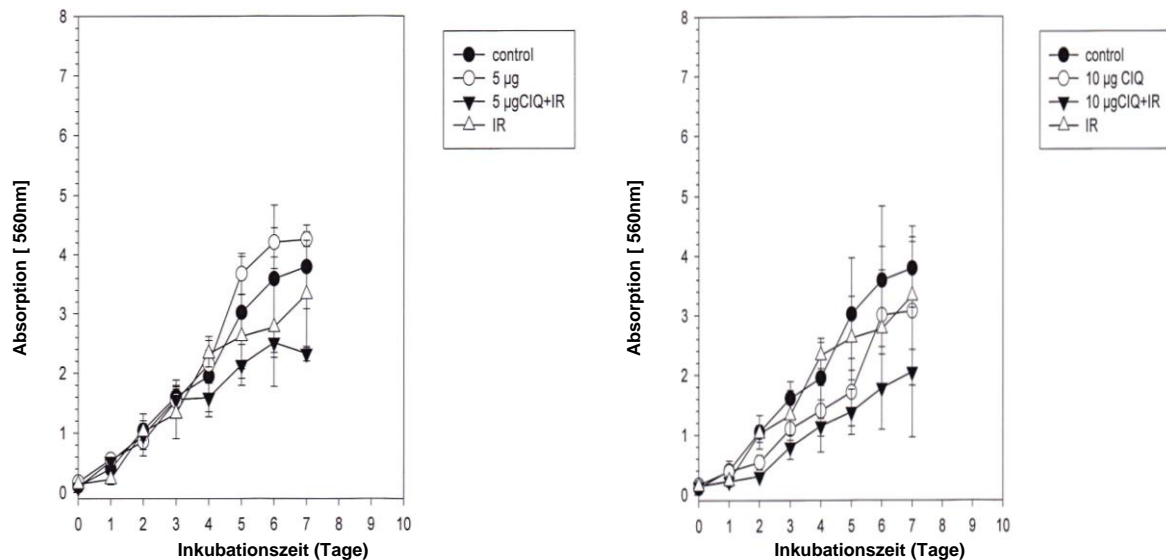 8
7
6
5
4
3
2
1
0
Absorption [ 560nm]
0 1 2 3 4 5 6 7 8 9 10
Inkubationszeit (Tage)
control
5 µg
5 µgClQ+IR
IR
8
7
6
5
4
3
2
1
0
Absorption [ 560nm]
0 1 2 3 4 5 6 7 8 9 10
Inkubationszeit (Tage)
control
10 µg ClQ
10 µgClQ+IR
IR